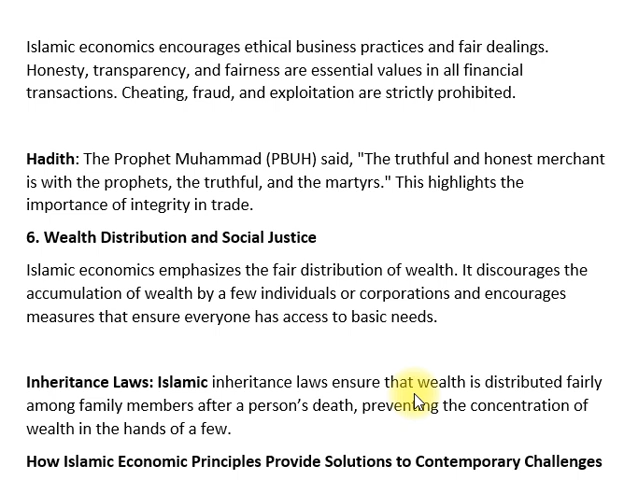 Islamic economics encourages ethical business practices and fair dealings.
Honesty, transparency, and fairness are essential values in all financial
transactions. Cheating, fraud, and exploitation are strictly prohibited.
Hadith: The Prophet Muhammad (PBUH) said, "The truthful and honest merchant
is with the prophets, the truthful, and the martyrs." This highlights the
importance of integrity in trade.
6. Wealth Distribution and Social Justice
Islamic economics emphasizes the fair distribution of wealth. It discourages the
accumulation of wealth by a few individuals or corporations and encourages
measures that ensure everyone has access to basic needs.
Inheritance Laws: Islamic inheritance laws ensure that wealth is distributed fairly
among family members after a person’s death, preventing the concentration of
wealth in the hands of a few.
How Islamic Economic Principles Provide Solutions to Contemporary Challenges